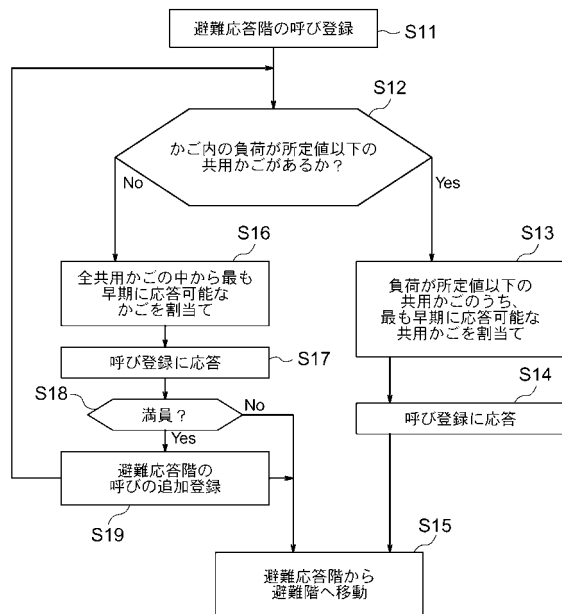 避難応答階の呼び登録
S11
S12
かご内の負荷が所定値以下の
共用かごがあるか？
No
Yes
S16
全共用かごの中から最も
早期に応答可能な
かごを割当て
S13
負荷が所定値以下の
共用かごのうち、
最も早期に応答可能な
共用かごを割当て
呼び登録に応答
S17
S14
呼び登録に応答
S18
満員？
No
Yes
避難応答階の
呼びの追加登録
S19
S15
避難応答階から
避難階へ移動